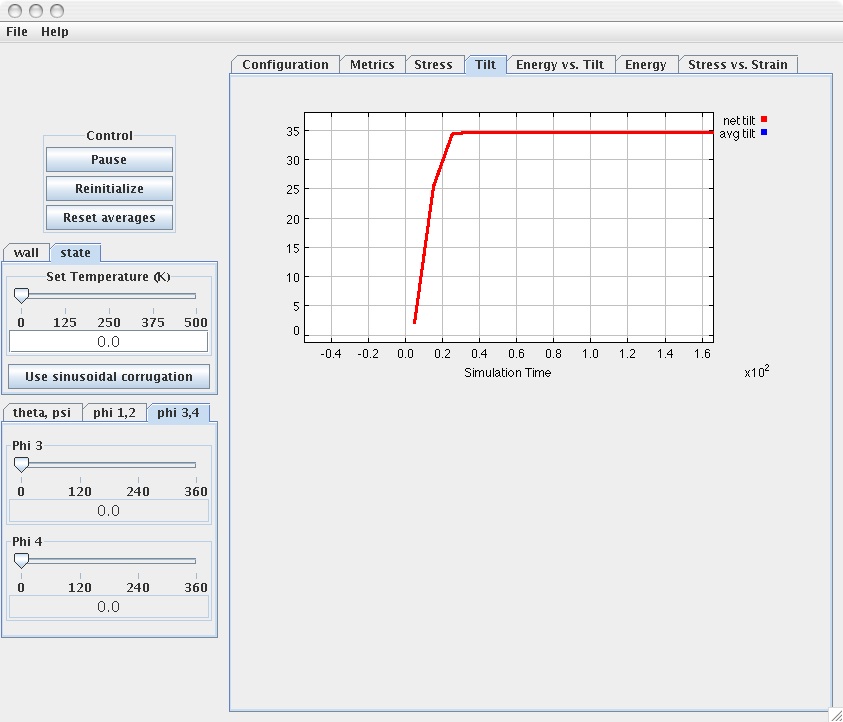 File Help
Configuration Metrics Stress Tilt Energy vs. Tilt Energy Stress vs. Strain
Control
Pause
Reinitialize
Reset averages
wall state
Set Temperature (K)
0 125 250 375 500
0.0
Use sinusoidal corrugation
theta, psi phi 1,2 phi 3,4
Phi 3
0 120 240 360
0.0
Phi 4
0 120 240 360
0.0
net tilt
avg tilt
35
30
25
20
15
10
5
0
-0.4 -0.2 0.0 0.2 0.4 0.6 0.8 1.0 1.2 1.4 1.6
Simulation Time x10²